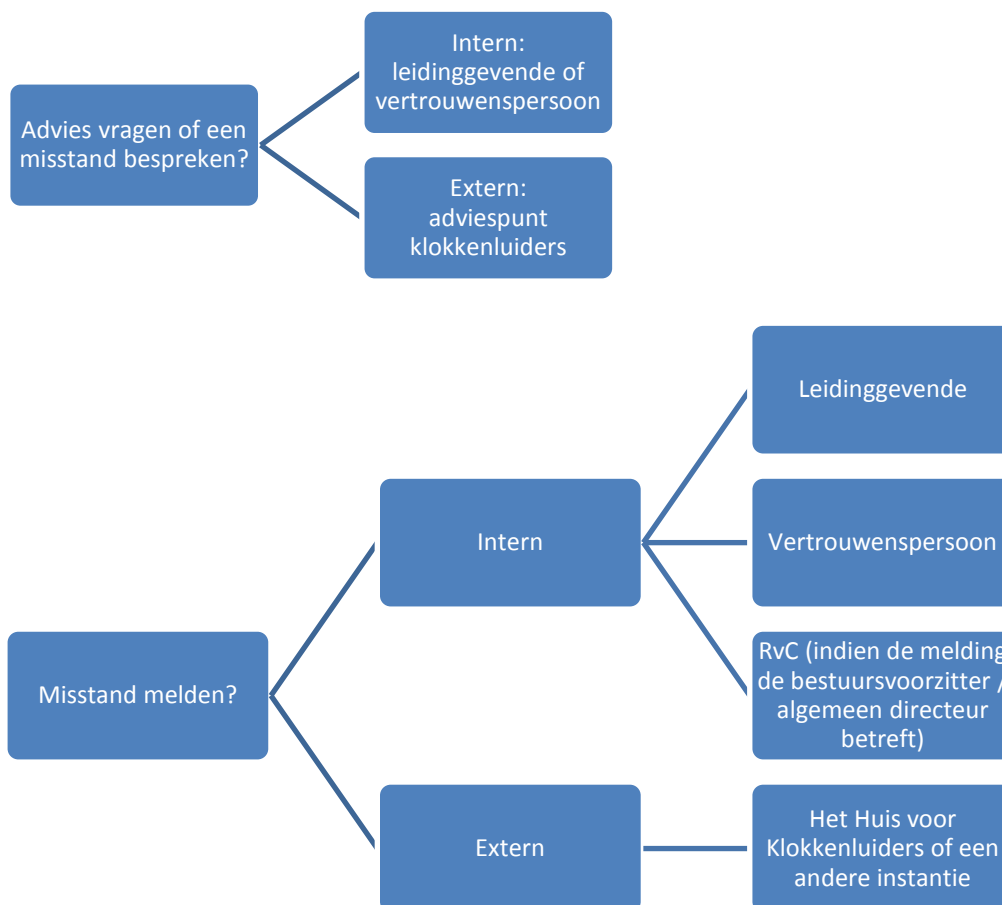 Advies vragen of een
misstand bespreken?
Intern:
leidinggevende of
vertrouwenspersoon
Extern:
adviespunt
klokkenluiders
Misstand melden?
Intern
Leidinggevende
Vertrouwenspersoon
RvC (indien de melding
de bestuursvoorzitter /
algemeen directeur
betreft)
Extern
Het Huis voor
Klokkenluiders of een
andere instantie